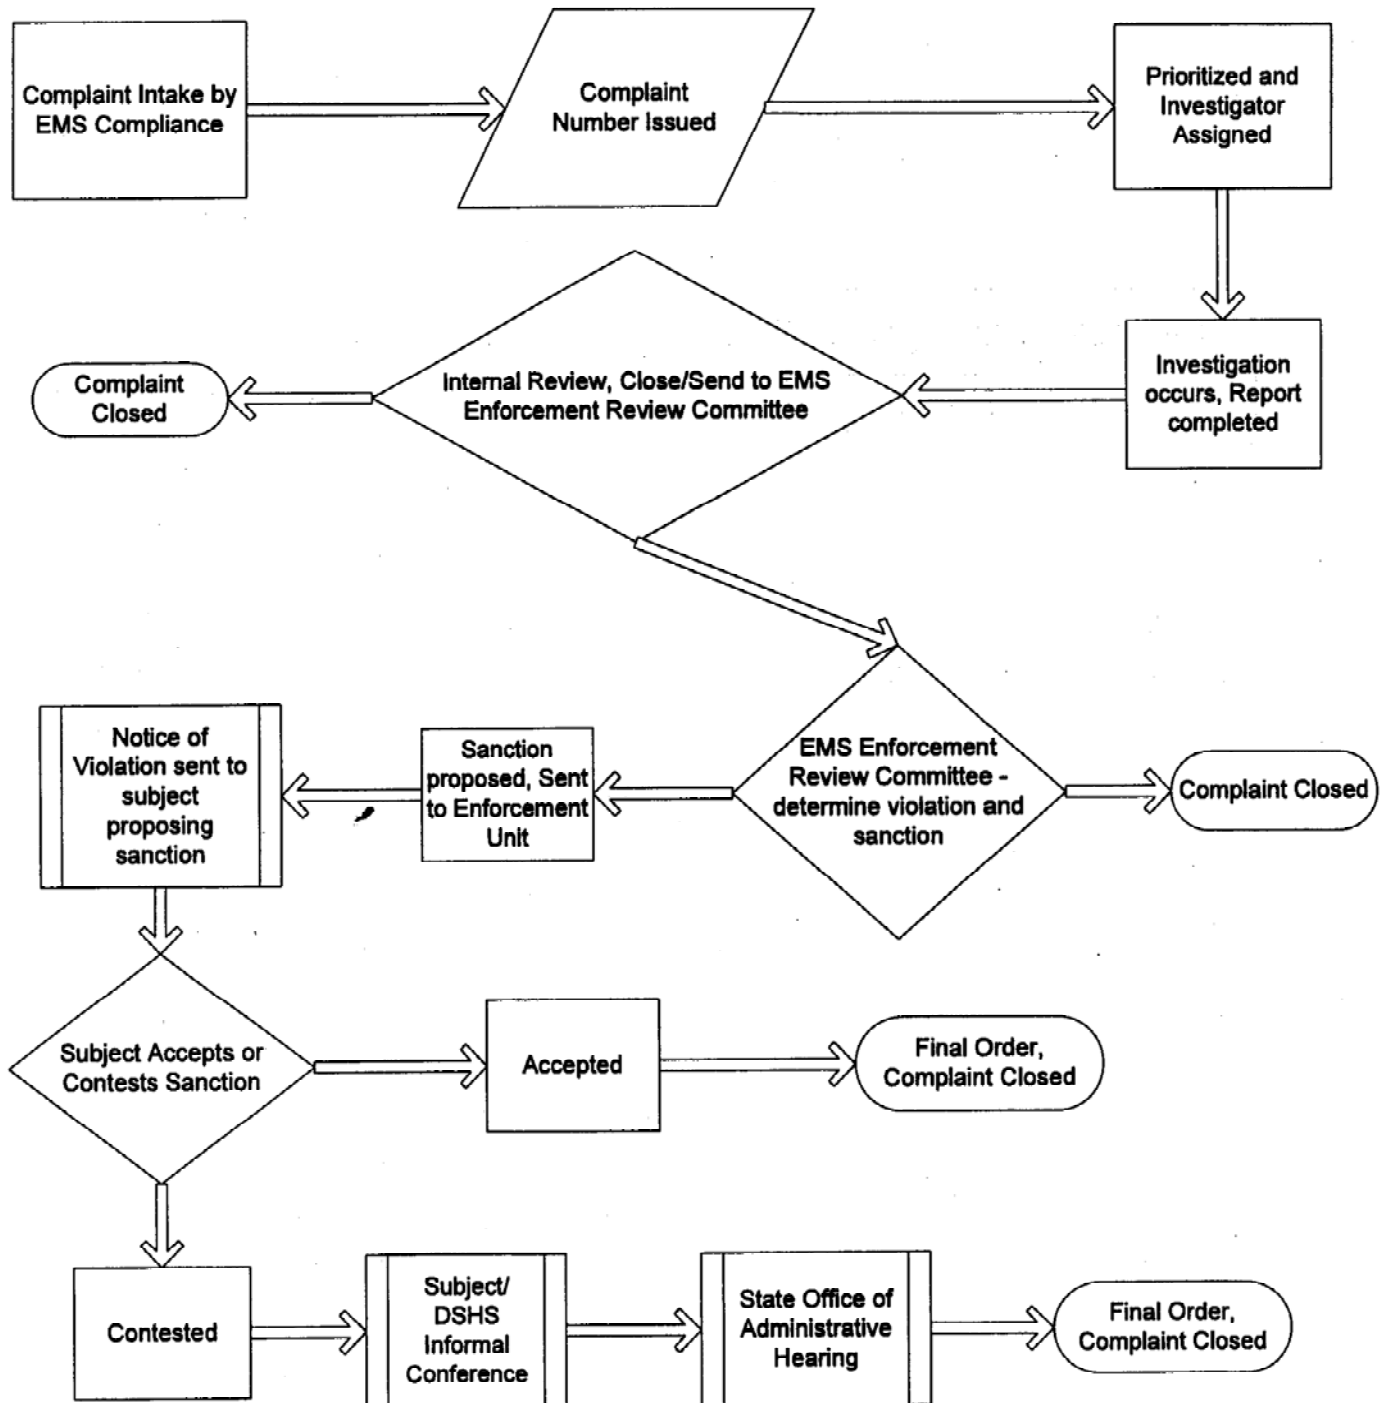 Complaint Intake by
EMS Compliance
Complaint
Number Issued
Prioritized and
Investigator
Assigned
Complaint
Closed
Internal Review, Close/Send to EMS
Enforcement Review Committee
Investigation
occurs, Report
completed
Notice of
Violation sent to
subject
proposing
sanction
Sanction
proposed, Sent
to Enforcement
Unit
EMS Enforcement
Review Committee -
determine violation and
sanction
Complaint Closed
Subject Accepts or
Contests Sanction
Accepted
Final Order,
Complaint Closed
Contested
Subject/
DSHS
Informal
Conference
State Office of
Administrative
Hearing
Final Order,
Complaint Closed